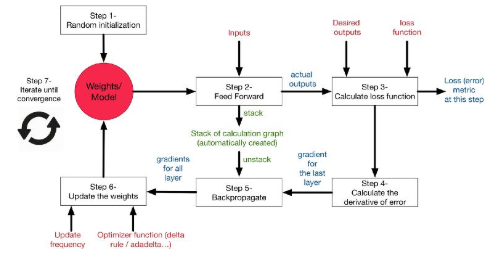 Step 1-
Random initialization
Step 7-
Iterate until
convergence
Weights/
Model
Inputs
Step 2-
Feed Forward
actual
outputs
Desired
outputs
loss
function
Step 3-
Calculate loss function
Loss (error)
metric
at this step
stack
Stack of calculation graph
(automatically created)
unstack
gradients
for all
layer
gradient
for
the last
layer
Step 6-
Update the weights
Step 5-
Backpropagate
Step 4-
Calculate the
derivative of error
Update
frequency
Optimizer function (delta
rule / adadelta...)